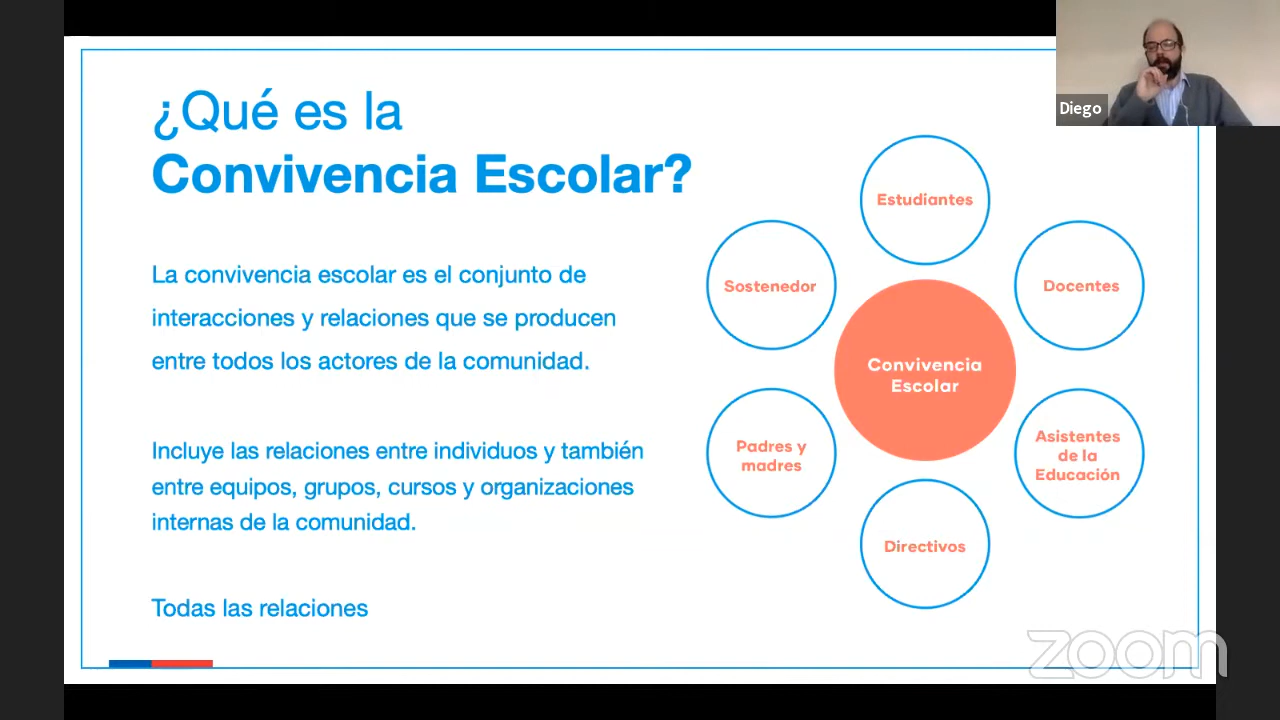 ¿Qué es la
Convivencia Escolar?
La convivencia escolar es el conjunto de
interacciones y relaciones que se producen
entre todos los actores de la comunidad.
Incluye las relaciones entre individuos y también
entre equipos, grupos, cursos y organizaciones
internas de la comunidad.
Todas las relaciones
Estudiantes
Sostenedor
Docentes
Convivencia
Escolar
Padres y
madres
Asistentes
de la
Educación
Directivos
Diego
zoom